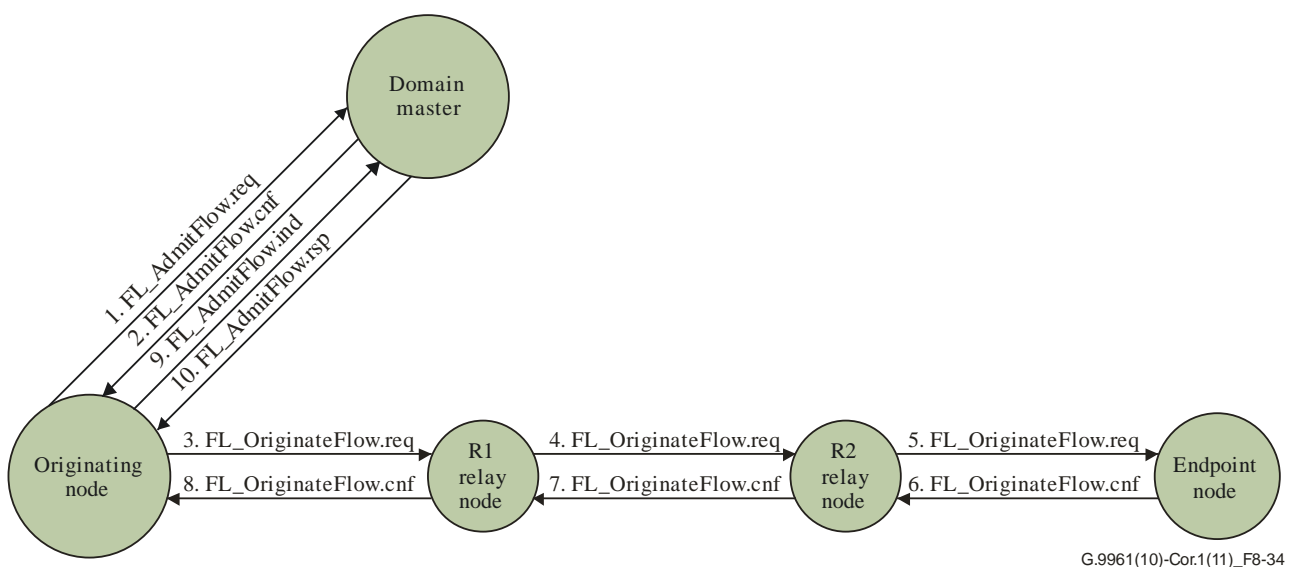 Domain
master
1. FL_AdmitFlow.req
2. FL_AdmitFlow.cnf
9. FL_AdmitFlow.ind
10. FL_AdmitFlow.rsp
Originating
node
3. FL_OriginateFlow.req
8. FL_OriginateFlow.cnf
R1
relay
node
4. FL_OriginateFlow.req
7. FL_OriginateFlow.cnf
R2
relay
node
5. FL_OriginateFlow.req
6. FL_OriginateFlow.cnf
Endpoint
node
G.9961(10)-Cor.1(11)_F8-34